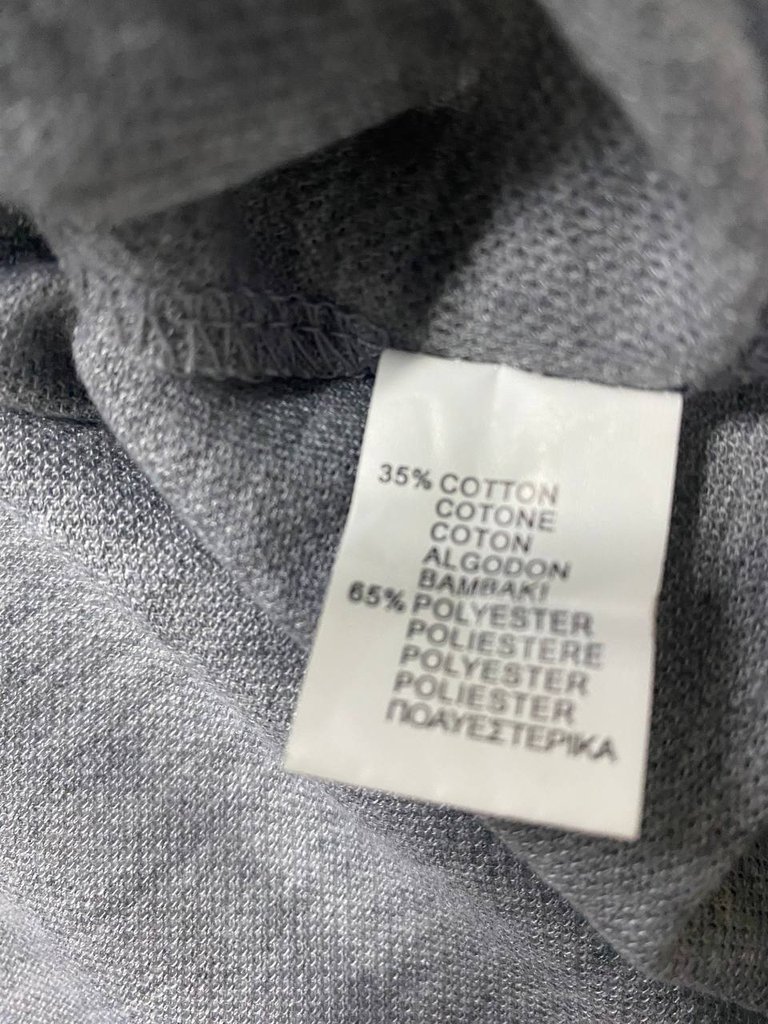 35% COTTON
COTONE
COTON
ALGODON
BAMBAKI
65% POLYESTER
POLIESTERE
POLYESTER
POLIESTER
ΠΟΛΥΕΣΤΕΡΙΚΑ